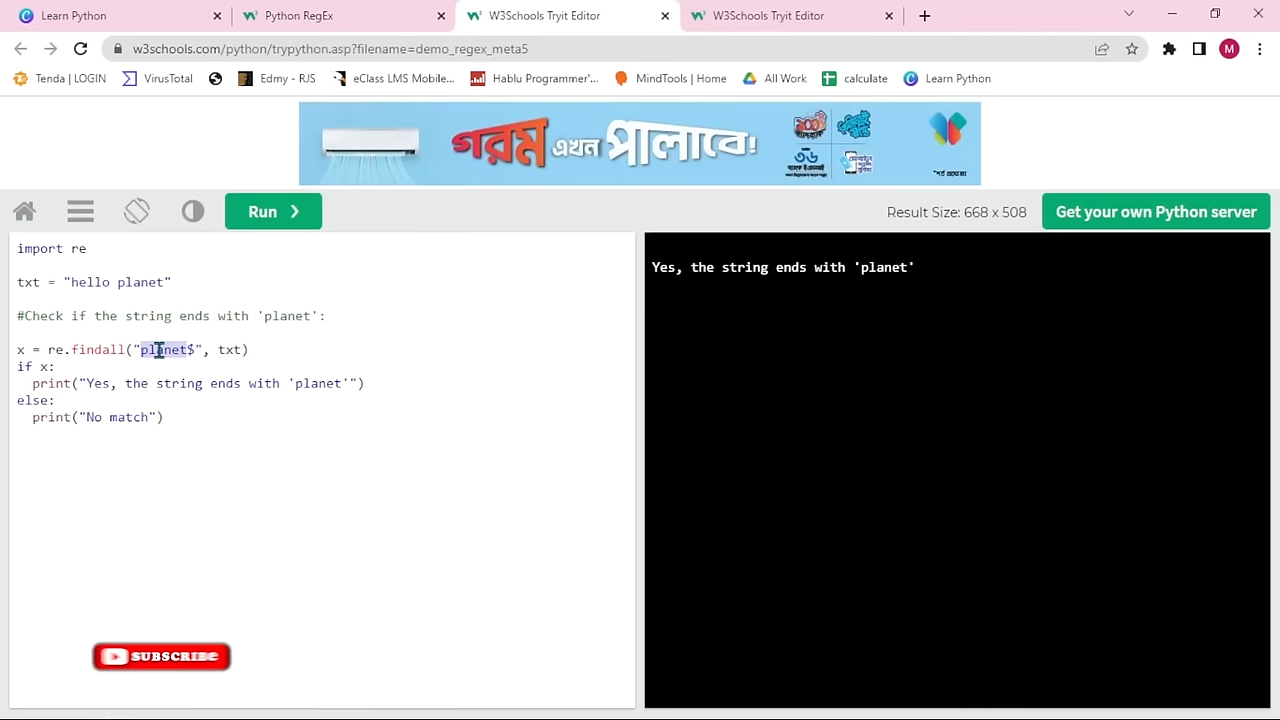 Learn Python
Python RegEx
W3Schools Tryit Editor
W3Schools Tryit Editor
w3schools.com/python/trypython.asp?filename=demo_regex_meta5
M
Tenda | LOGIN
VirusTotal
Edmy - RJS
eClass LMS Mobile...
Hablu Programmer'...
MindTools | Home
All Work
calculate
Learn Python
গরম এখন পালাবে!
৩৬
Run ❯
Result Size: 668 x 508
Get your own Python server
import re
txt = "hello planet"
#Check if the string ends with 'planet':
x = re.findall("planet$", txt)
if x:
print("Yes, the string ends with 'planet'")
else:
print("No match")
Yes, the string ends with 'planet'
SUBSCRIBE